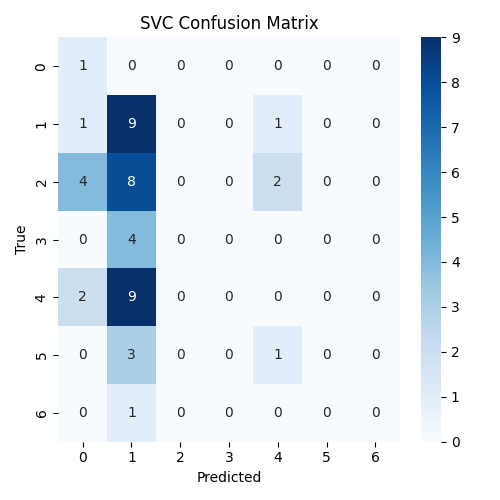 SVC Confusion Matrix
True
0 1 0 0 0 0 0 0
1 1 9 0 0 1 0 0
2 4 8 0 0 2 0 0
3 0 4 0 0 0 0 0
4 2 9 0 0 0 0 0
5 0 3 0 0 1 0 0
6 0 1 0 0 0 0 0
0 1 2 3 4 5 6
Predicted
9
8
7
6
5
4
3
2
1
0